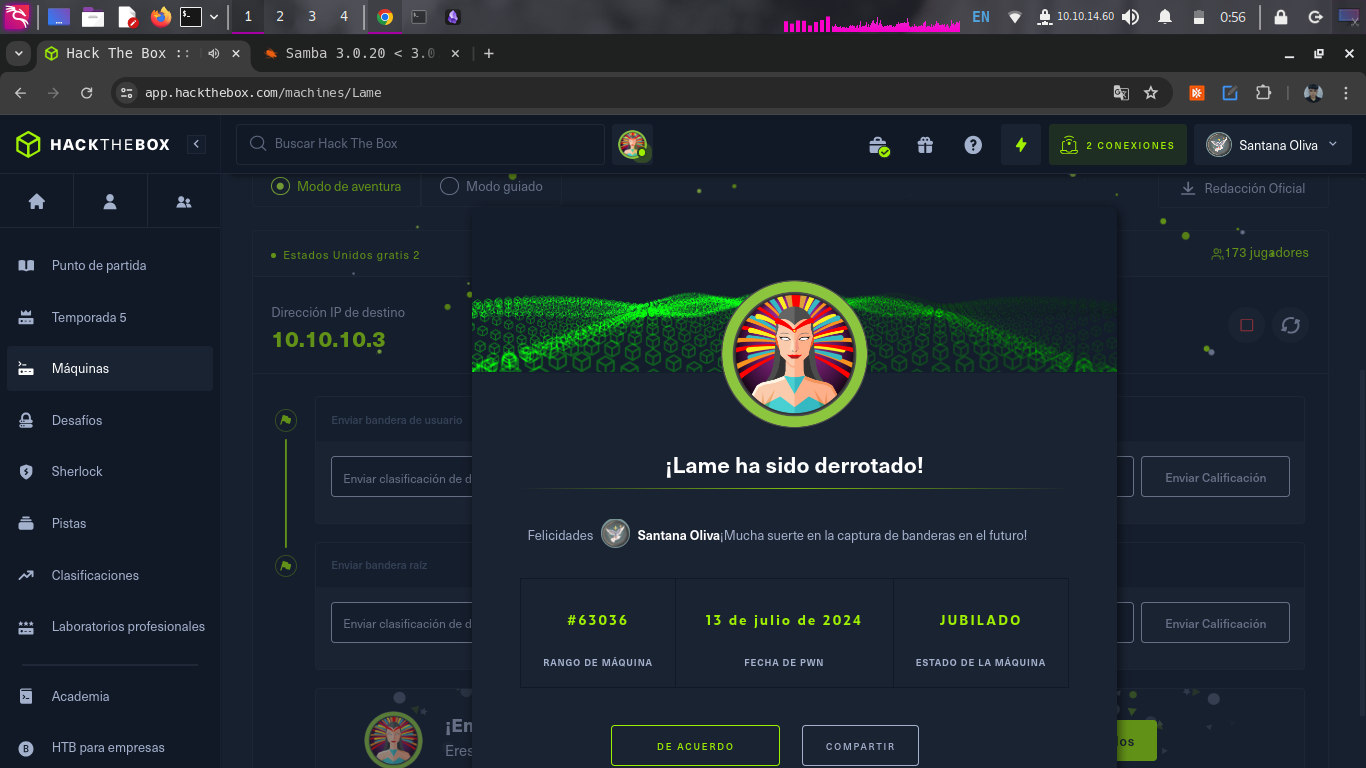 1 2 3 4 EN 10.10.14.60 0:56
Hack The Box :: Samba 3.0.20 < 3.0
app.hackthebox.com/machines/Lame
HACKTHEBOX
Buscar Hack The Box
2 CONEXIONES
Santana Oliva
Modo de aventura
Modo guiado
Redacción Oficial
Punto de partida
Temporada 5
Máquinas
Desafíos
Sherlock
Pistas
Clasificaciones
Laboratorios profesionales
Academia
B HTB para empresas
Estados Unidos gratis 2
173 jugadores
Dirección IP de destino
10.10.10.3
Enviar bandera de usuario
Enviar clasificación de d
Enviar Calificación
Enviar bandera raíz
Enviar clasificación de d
Enviar Calificación
¡En
Eres
los
¡Lame ha sido derrotado!
Felicidades Santana Oliva¡Mucha suerte en la captura de banderas en el futuro!
#63036
RANGO DE MÁQUINA
13 de julio de 2024
FECHA DE PWN
JUBILADO
ESTADO DE LA MÁQUINA
DE ACUERDO
COMPARTIR